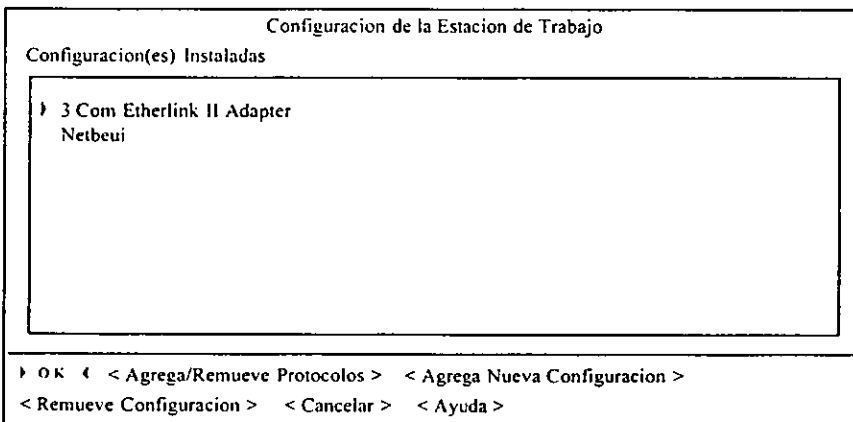 Configuracion de la Estacion de Trabajo
Configuracion(es) Instaladas
3 Com Etherlink II Adapter
Netbeui
OK < Agrega/Remueve Protocolos > < Agrega Nueva Configuracion >
< Remueve Configuracion > < Cancelar > < Ayuda >